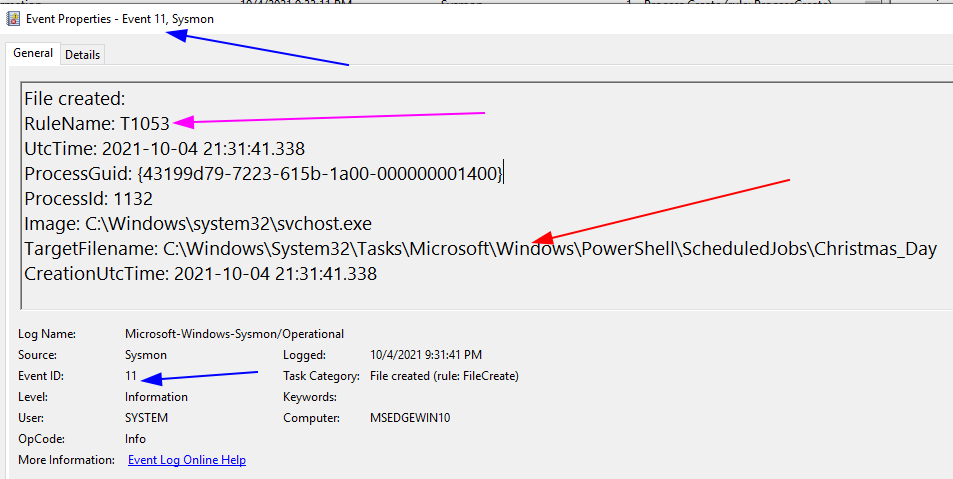 Event Properties - Event 11, Sysmon
General Details
File created:
RuleName: T1053
UtcTime: 2021-10-04 21:31:41.338
ProcessGuid: {43199d79-7223-615b-1a00-000000001400}
ProcessId: 1132
Image: C:\Windows\system32\svchost.exe
TargetFilename: C:\Windows\System32\Tasks\Microsoft\Windows\PowerShell\ScheduledJobs\Christmas_Day
CreationUtcTime: 2021-10-04 21:31:41.338
Log Name: Microsoft-Windows-Sysmon/Operational
Source: Sysmon Logged: 10/4/2021 9:31:41 PM
Event ID: 11 Task Category: File created (rule: FileCreate)
Level: Information Keywords:
User: SYSTEM Computer: MSEDGEWIN10
OpCode: Info
More Information: Event Log Online Help